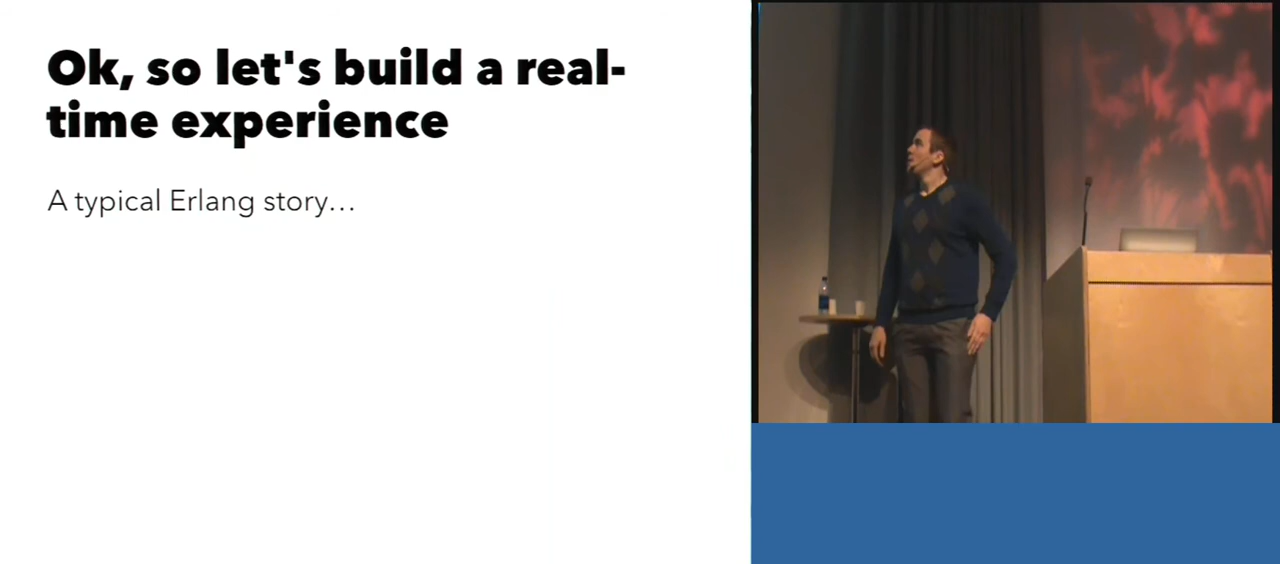 Ok, so let's build a real-
time experience
A typical Erlang story…